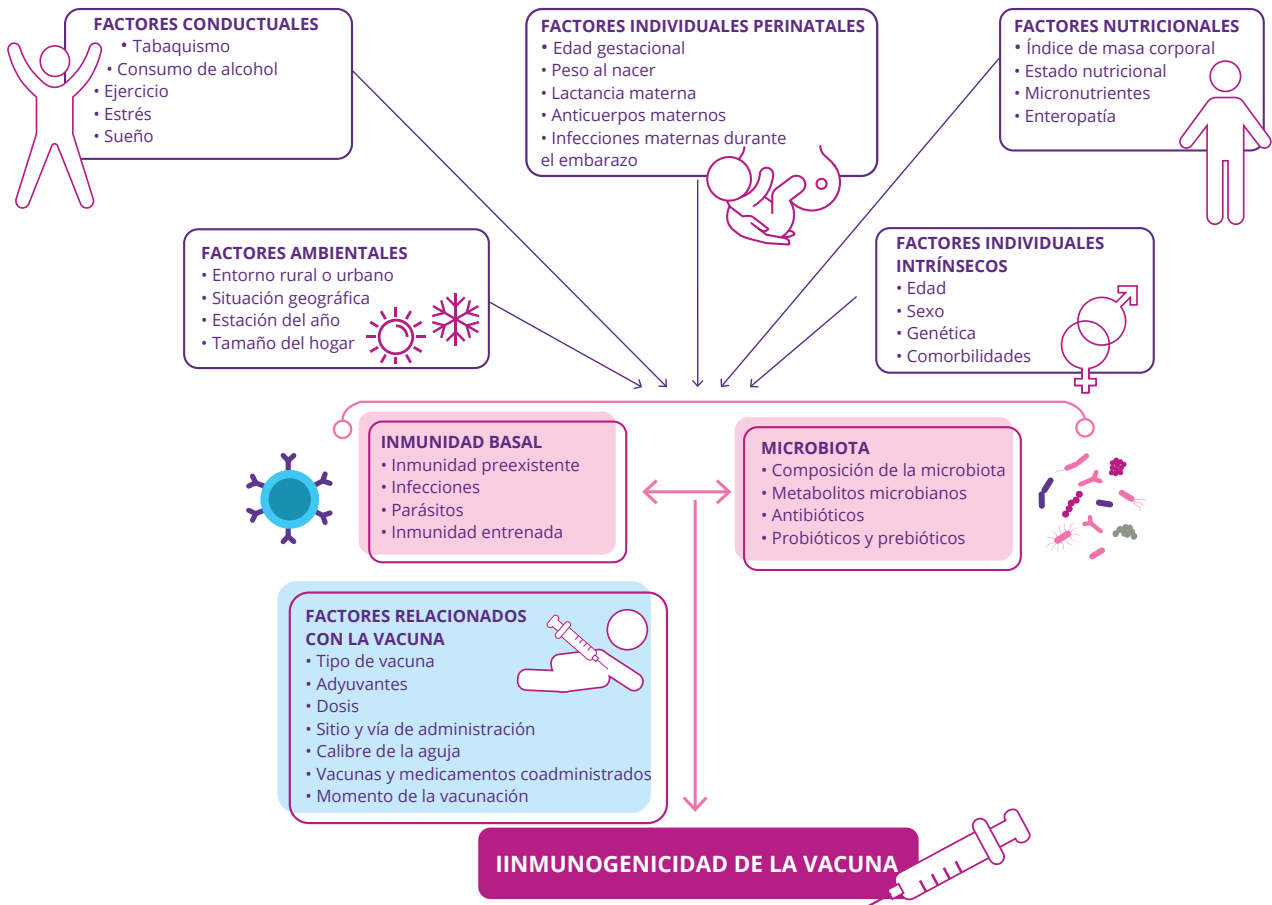 FACTORES CONDUCTUALES
• Tabaquismo
• Consumo de alcohol
• Ejercicio
• Estrés
• Sueño
FACTORES INDIVIDUALES PERINATALES
• Edad gestacional
• Peso al nacer
• Lactancia materna
• Anticuerpos maternos
• Infecciones maternas durante
el embarazo
FACTORES NUTRICIONALES
• Índice de masa corporal
• Estado nutricional
• Micronutrientes
• Enteropatía
FACTORES AMBIENTALES
• Entorno rural o urbano
• Situación geográfica
• Estación del año
• Tamaño del hogar
FACTORES INDIVIDUALES
INTRÍNSECOS
• Edad
• Sexo
• Genética
• Comorbilidades
INMUNIDAD BASAL
• Inmunidad preexistente
• Infecciones
• Parásitos
• Inmunidad entrenada
MICROBIOTA
• Composición de la microbiota
• Metabolitos microbianos
• Antibióticos
• Probióticos y prebióticos
FACTORES RELACIONADOS
CON LA VACUNA
• Tipo de vacuna
• Adyuvantes
• Dosis
• Sitio y vía de administración
• Calibre de la aguja
• Vacunas y medicamentos coadministrados
• Momento de la vacunación
IINMUNOGENICIDAD DE LA VACUNA